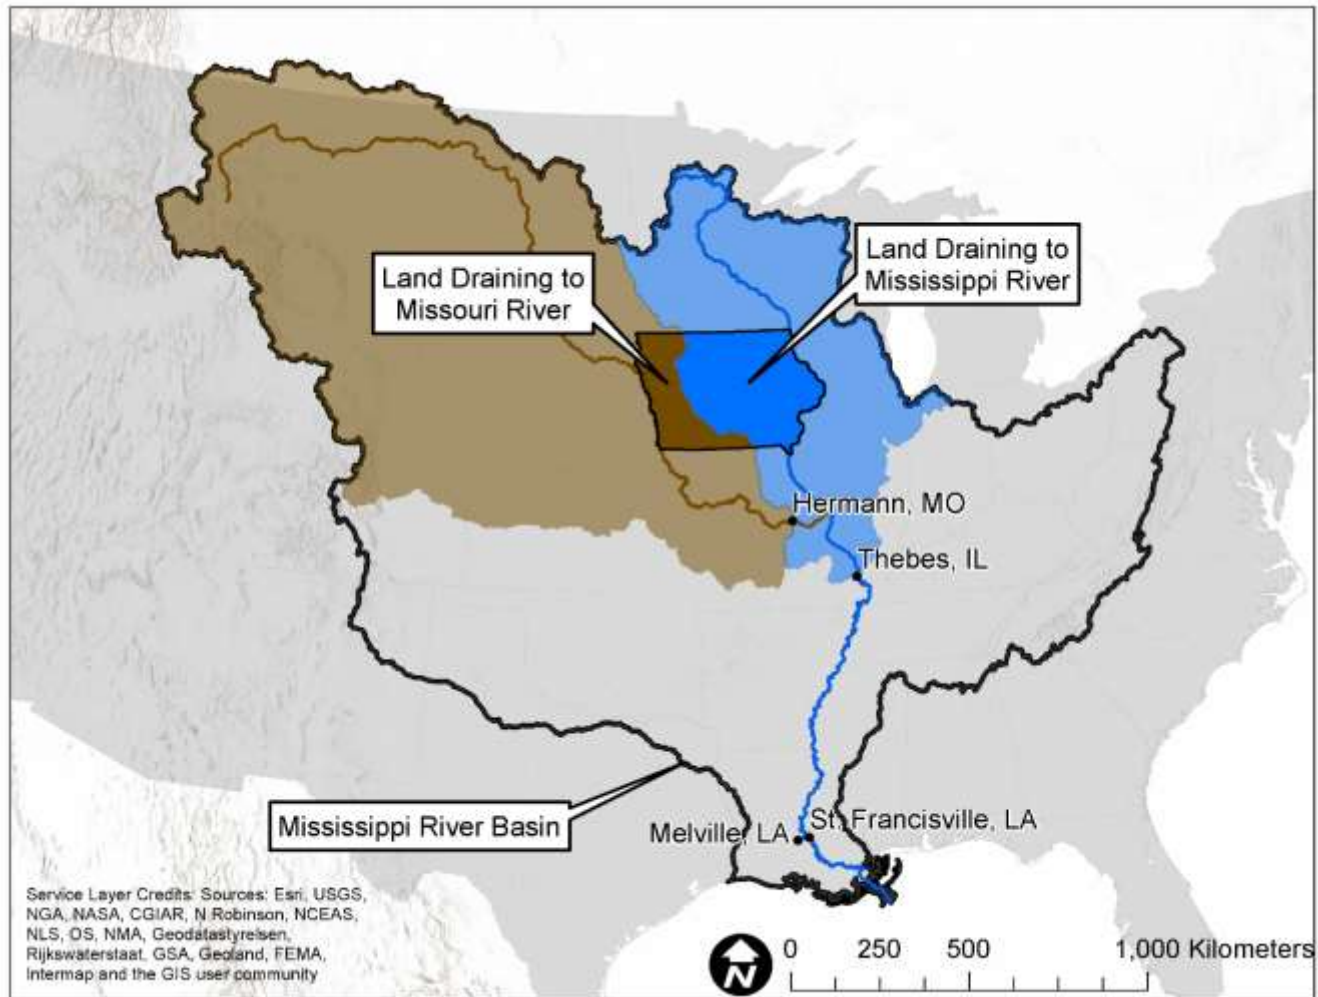 Land Draining to
Mississippi River
Land Draining to
Missouri River
Hermann, MO
Thebes, IL
Mississippi River Basin
Melville, LA
St. Francisville, LA
Service Layer Credits: Sources: Esri, USGS,
NGA, NASA, CGIAR, N Robinson, NCEAS,
NLS, OS, NMA, Geodatastyrelsen,
Rijkswaterstaat, GSA, Geoland, FEMA,
Intermap and the GIS user community
N
0 250 500 1,000 Kilometers